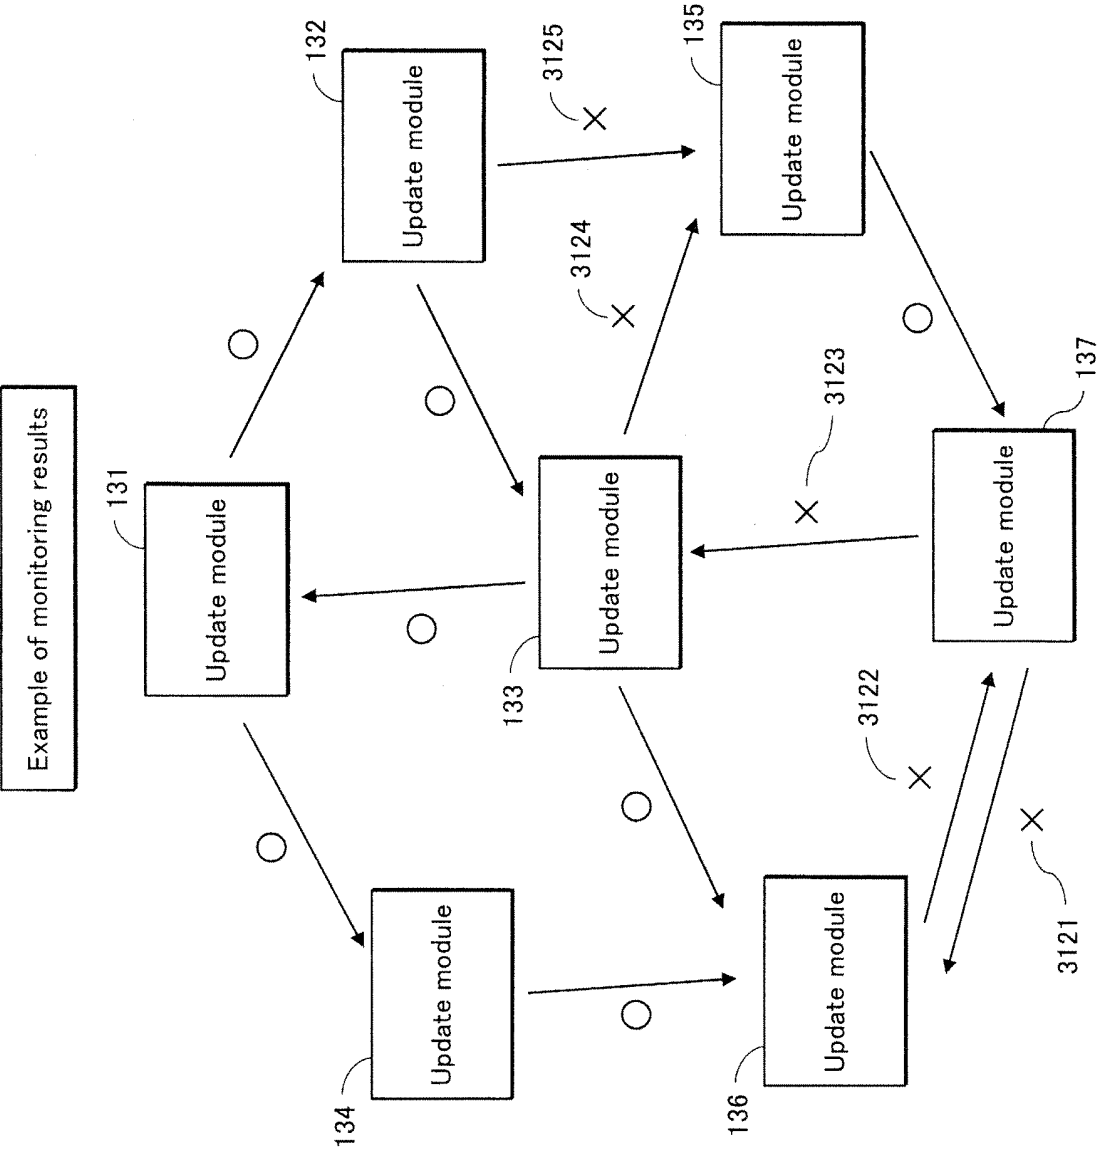 Example of monitoring results
131
Update module
132
Update module
133
Update module
134
Update module
135
Update module
136
Update module
137
Update module
3121
3122
3123
3124
3125